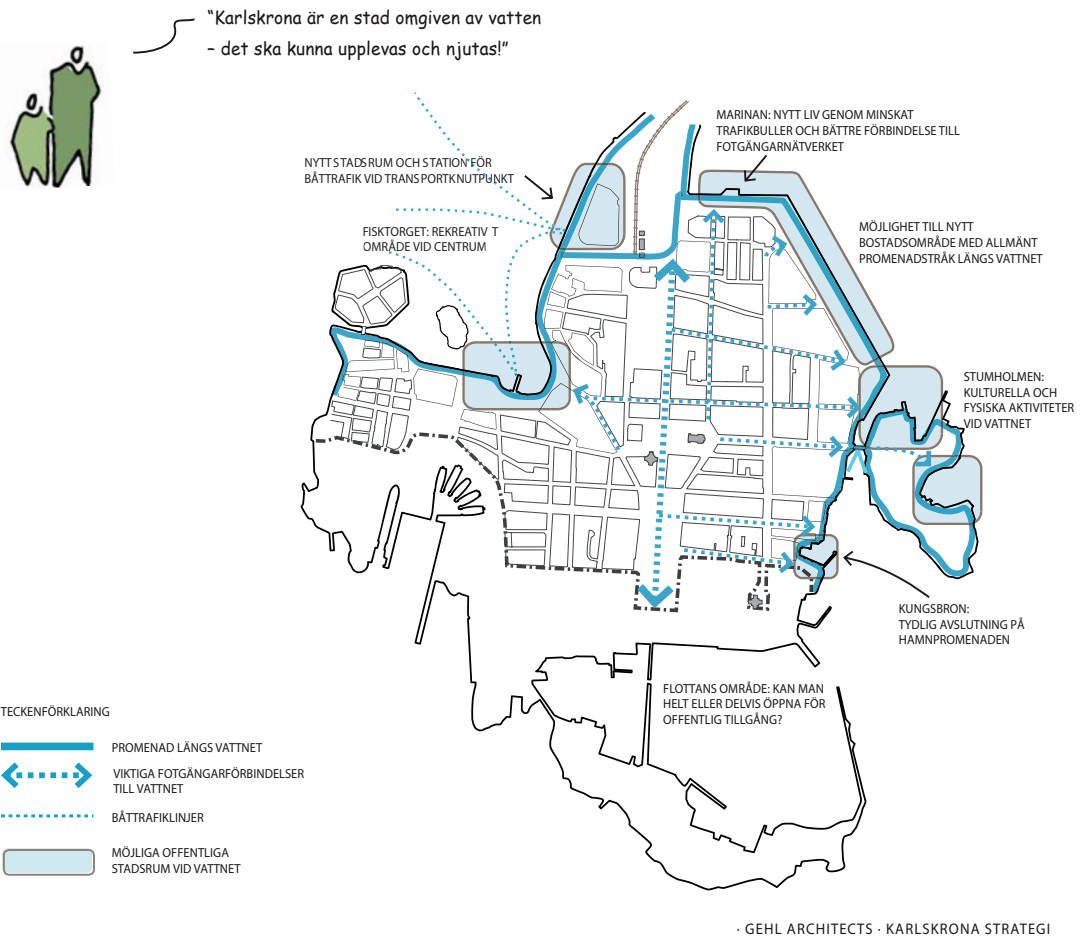 "Karlskrona är en stad omgiven av vatten
– det ska kunna upplevas och njutas!"
MARINAN: NYTT LIV GENOM MINSKAT
TRAFIKBULLER OCH BÄTTRE FÖRBINDELSE TILL
FOTGÄNGARNÄTVERKET
NYTT STADSRUM OCH STATION FÖR
BÅTTRAFIK VID TRANSPORTKNUTPUNKT
FISKTORGET: REKREATIV T
OMRÅDE VID CENTRUM
MÖJLIGHET TILL NYTT
BOSTADSOMRÅDE MED ALLMÄNT
PROMENADSTRÅK LÄNGS VATTNET
STUMHOLMEN:
KULTURELLA OCH
FYSISKA AKTIVITETER
VID VATTNET
KUNGSBRON:
TYDLIG AVSLUTNING PÅ
HAMNPROMENADEN
FLOTTANS OMRÅDE: KAN MAN
HELT ELLER DELVIS ÖPPNA FÖR
OFFENTLIG TILLGÅNG?
TECKENFÖRKLARING
PROMENAD LÄNGS VATTNET
VIKTIGA FOTGÄNGARFÖRBINDELSER
TILL VATTNET
BÅTTRAFIKLINJER
MÖJLIGA OFFENTLIGA
STADSRUM VID VATTNET
· GEHL ARCHITECTS · KARLSKRONA STRATEGI